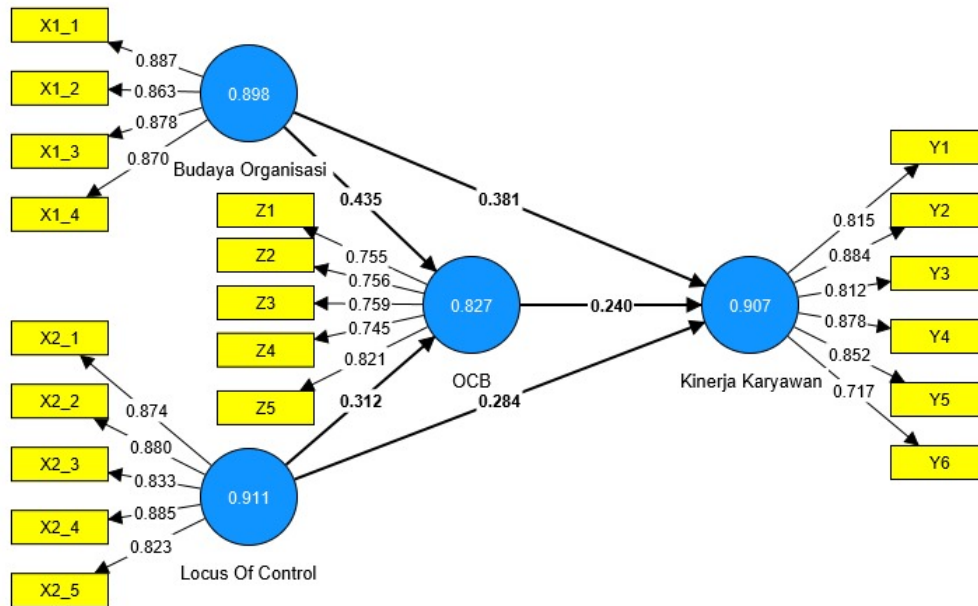 X1_1
0.887
X1_2
0.863
X1_3
0.878
X1_4
0.870
0.898
Budaya Organisasi
0.435
0.381
Z1
0.755
Z2
0.756
Z3
0.759
Z4
0.745
Z5
0.821
0.827
OCB
0.240
X2_1
0.874
X2_2
0.880
X2_3
0.833
X2_4
0.885
X2_5
0.823
0.911
Locus Of Control
0.312
0.284
0.907
Kinerja Karyawan
Y1
0.815
Y2
0.884
Y3
0.812
Y4
0.878
Y5
0.852
Y6
0.717